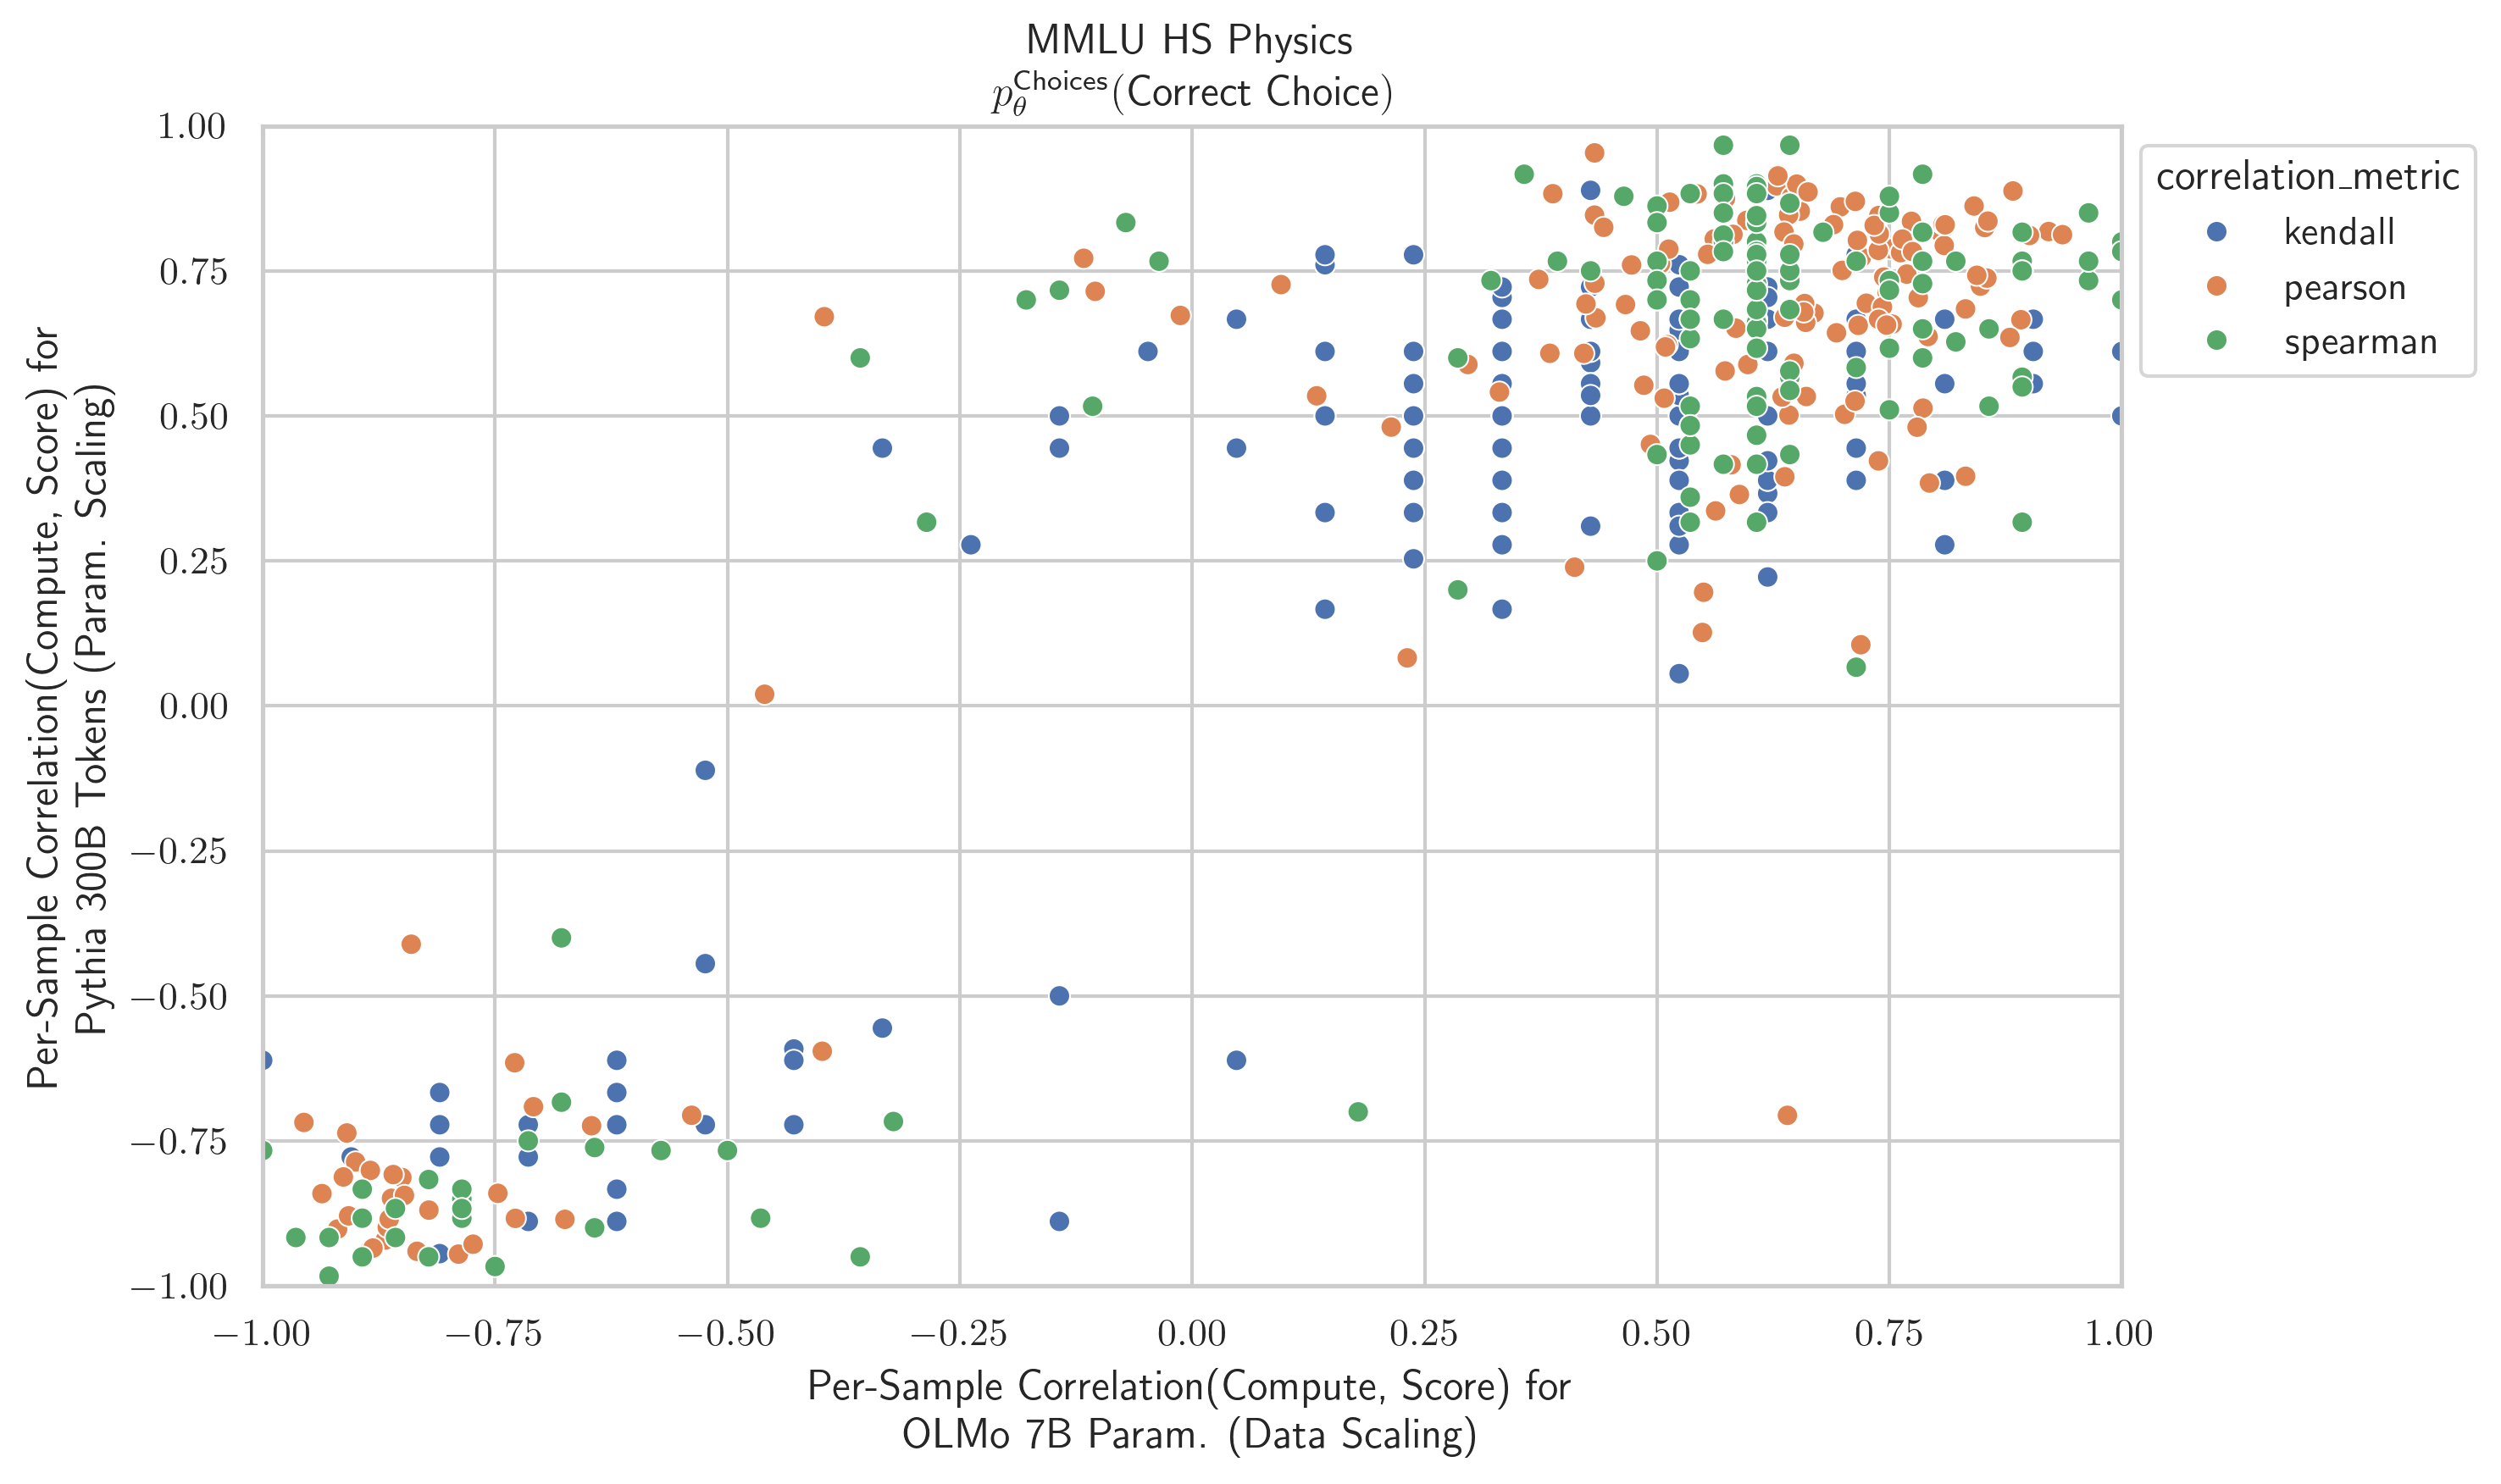 MMLU HS Physics
p_θ^Choices(Correct Choice)
1.00
0.75
0.50
0.25
0.00
−0.25
−0.50
−0.75
−1.00
Per-Sample Correlation(Compute, Score) for
Pythia 300B Tokens (Param. Scaling)
−1.00
−0.75
−0.50
−0.25
0.00
0.25
0.50
0.75
1.00
Per-Sample Correlation(Compute, Score) for
OLMo 7B Param. (Data Scaling)
correlation_metric
kendall
pearson
spearman